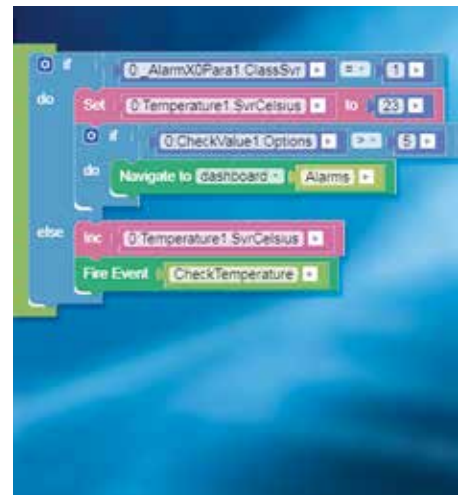 if 0:_AlarmX0Para1.ClassSvr = 1
do Set 0:Temperature1.SvrCelsius to 23
if 0:CheckValue1.Options > 5
do Navigate to dashboard Alarms
else Inc 0:Temperature1.SvrCelsius
Fire Event CheckTemperature